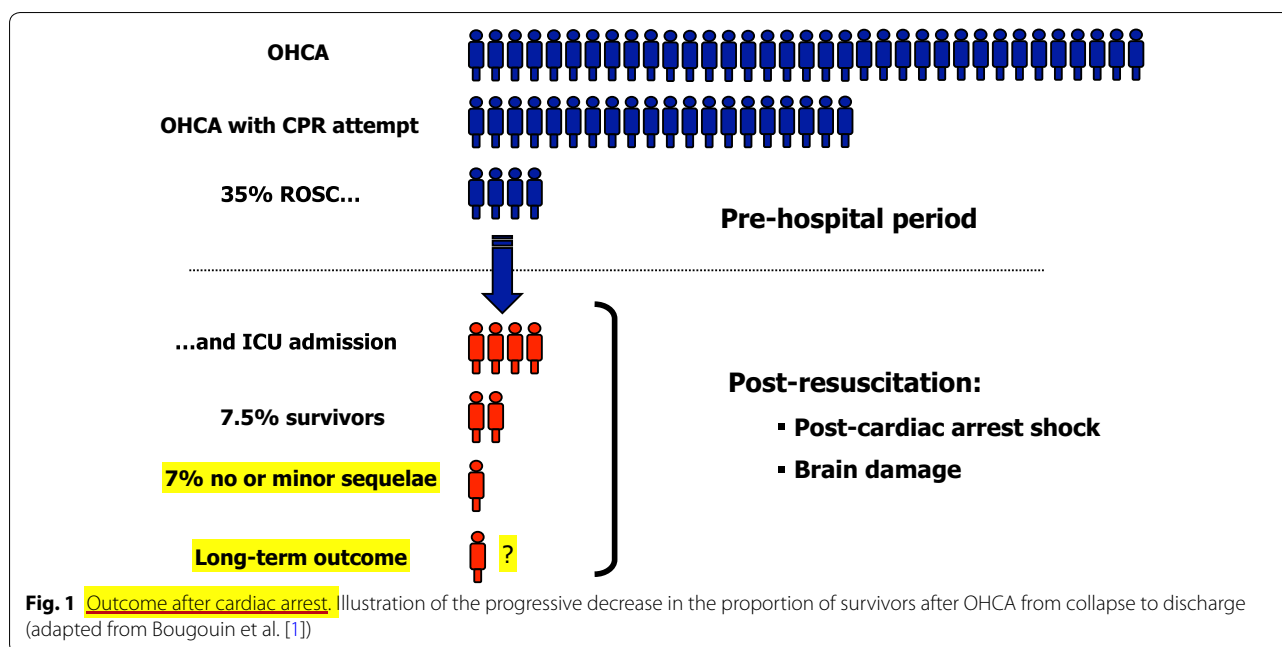 OHCA
OHCA with CPR attempt
35% ROSC...
Pre-hospital period
...and ICU admission
7.5% survivors
7% no or minor sequelae
Long-term outcome ?
Post-resuscitation:
▪ Post-cardiac arrest shock
▪ Brain damage
Fig. 1 Outcome after cardiac arrest. Illustration of the progressive decrease in the proportion of survivors after OHCA from collapse to discharge
(adapted from Bougouin et al. [1])